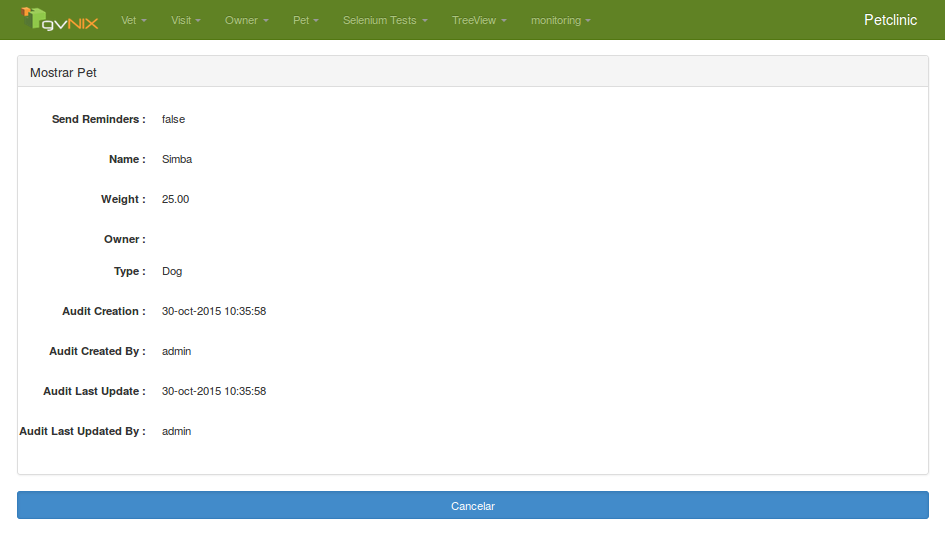 gvNIX Vet Visit Owner Pet Selenium Tests TreeView monitoring Petclinic
Mostrar Pet
Send Reminders : false
Name : Simba
Weight : 25.00
Owner :
Type : Dog
Audit Creation : 30-oct-2015 10:35:58
Audit Created By : admin
Audit Last Update : 30-oct-2015 10:35:58
Audit Last Updated By : admin
Cancelar